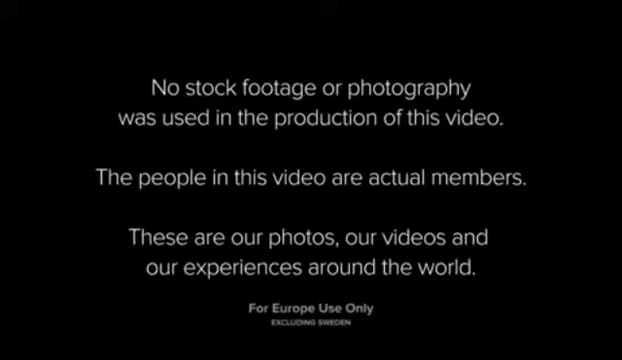 No stock footage or photography
was used in the production of this video.
The people in this video are actual members.
These are our photos, our videos and
our experiences around the world.
For Europe Use Only
EXCLUDING SWEDEN